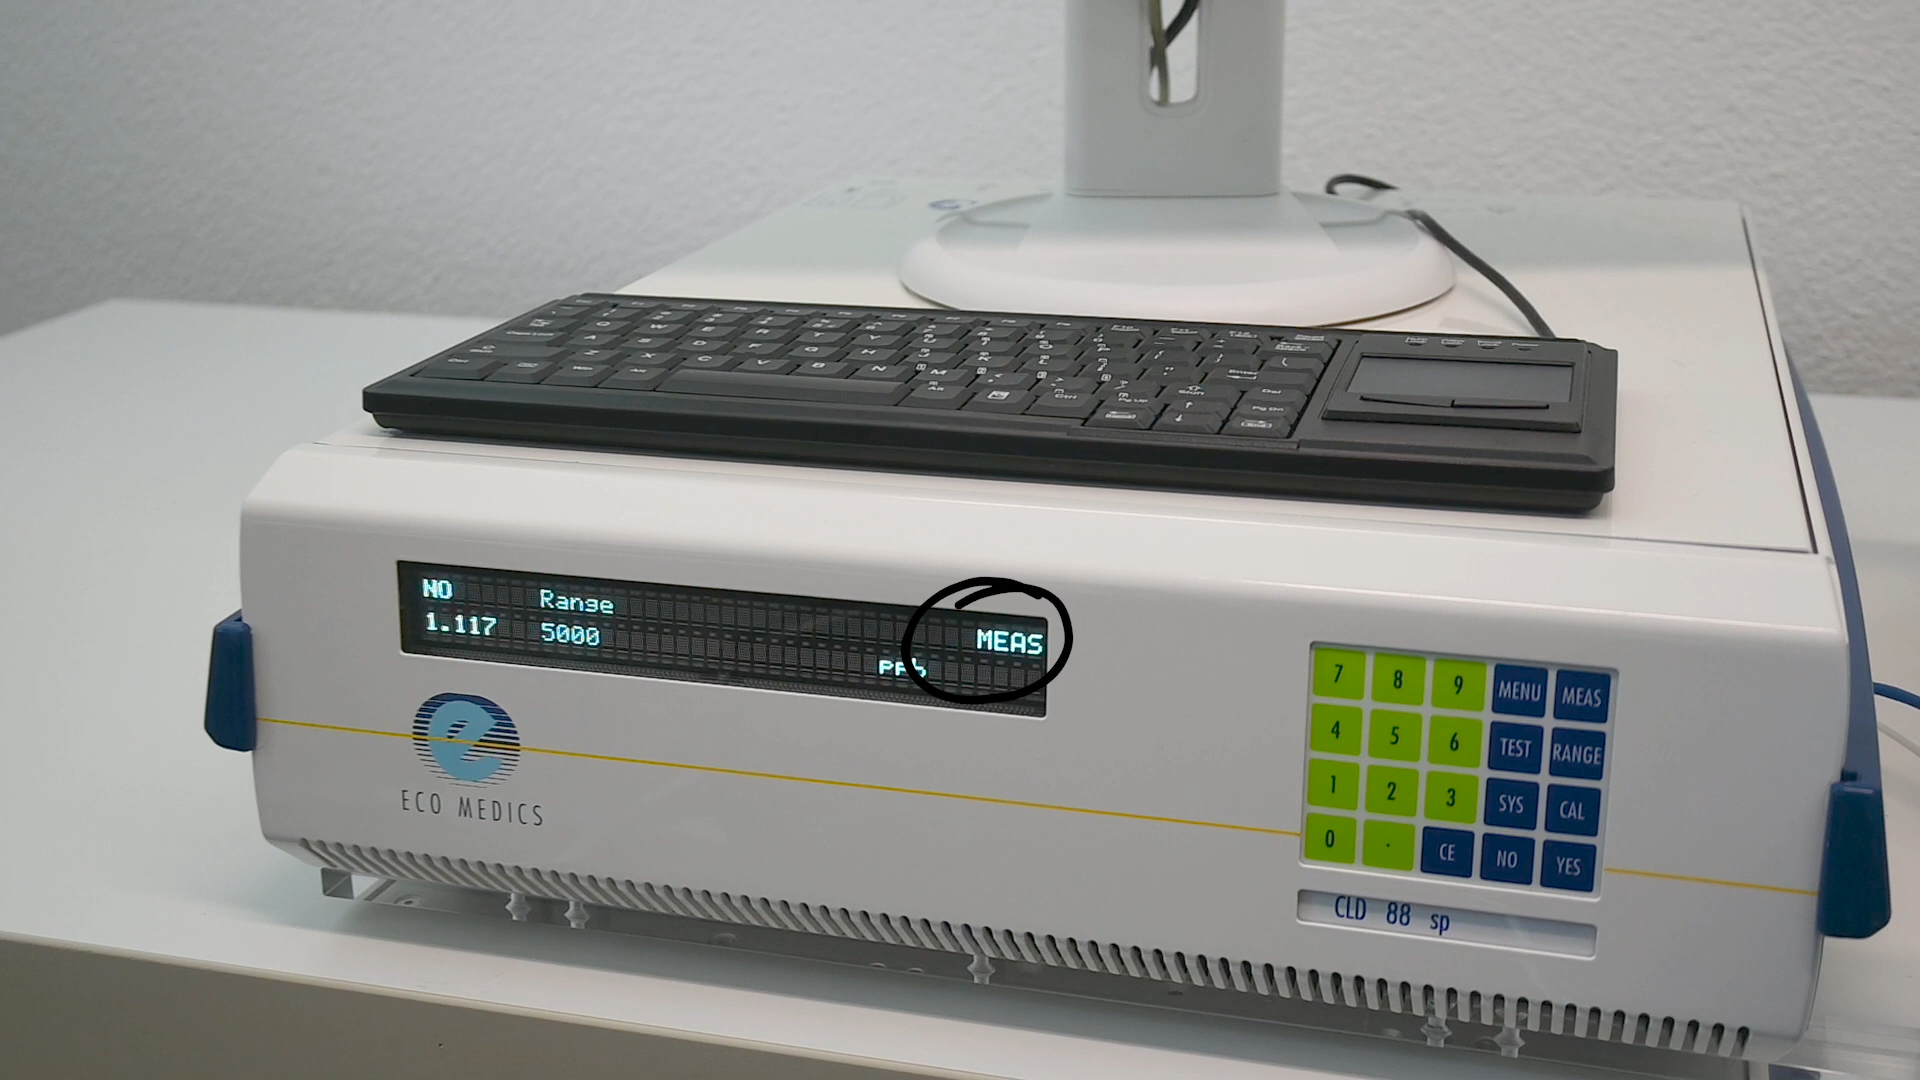 NO Range MEAS
1.117 5000
ppb
ECO MEDICS
7 8 9 MENU MEAS
4 5 6 TEST RANGE
1 2 3 SYS CAL
0 . CE NO YES
CLD 88 sp